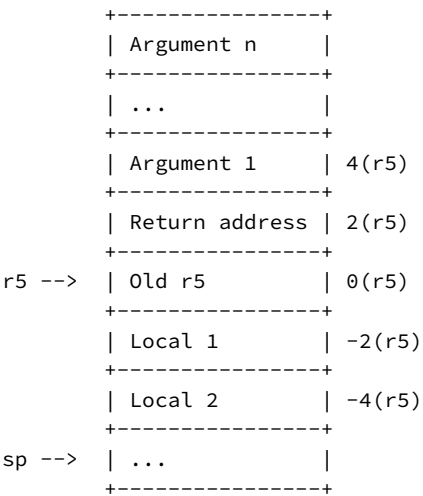 +----------------+
| Argument n     |
+----------------+
| ...            |
+----------------+
| Argument 1     | 4(r5)
+----------------+
| Return address | 2(r5)
+----------------+
r5 --> | Old r5         | 0(r5)
+----------------+
| Local 1        | -2(r5)
+----------------+
| Local 2        | -4(r5)
+----------------+
sp --> | ...            |
+----------------+